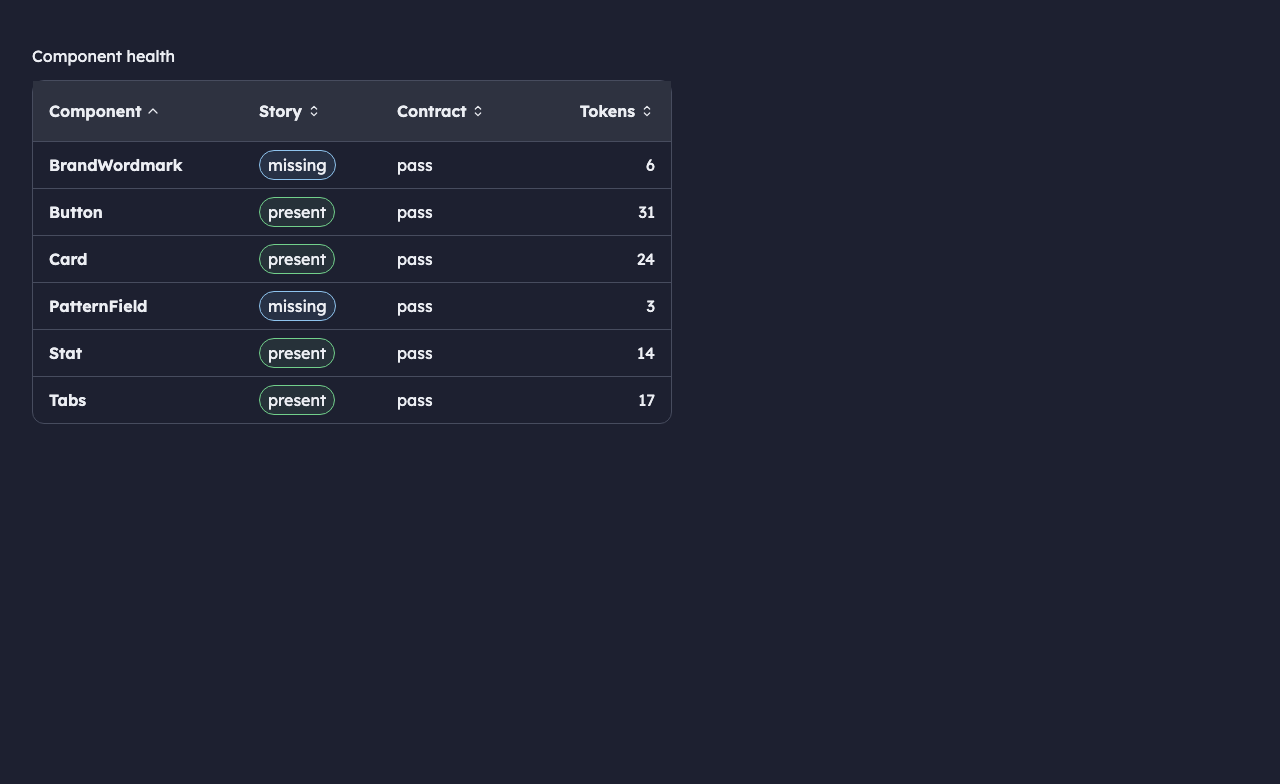 Component health
Component Story Contract Tokens
BrandWordmark missing pass 6
Button present pass 31
Card present pass 24
PatternField missing pass 3
Stat present pass 14
Tabs present pass 17